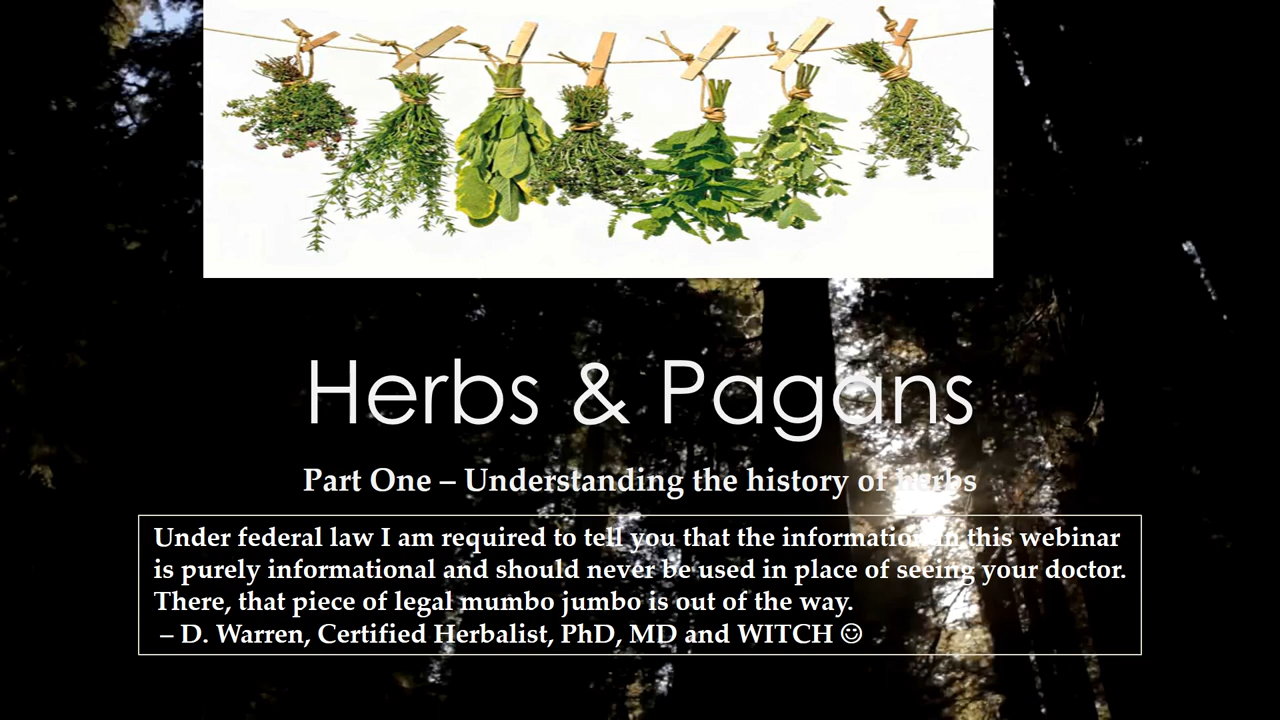 Herbs & Pagans
Part One – Understanding the history of herbs
Under federal law I am required to tell you that the information in this webinar
is purely informational and should never be used in place of seeing your doctor.
There, that piece of legal mumbo jumbo is out of the way.
– D. Warren, Certified Herbalist, PhD, MD and WITCH ☺